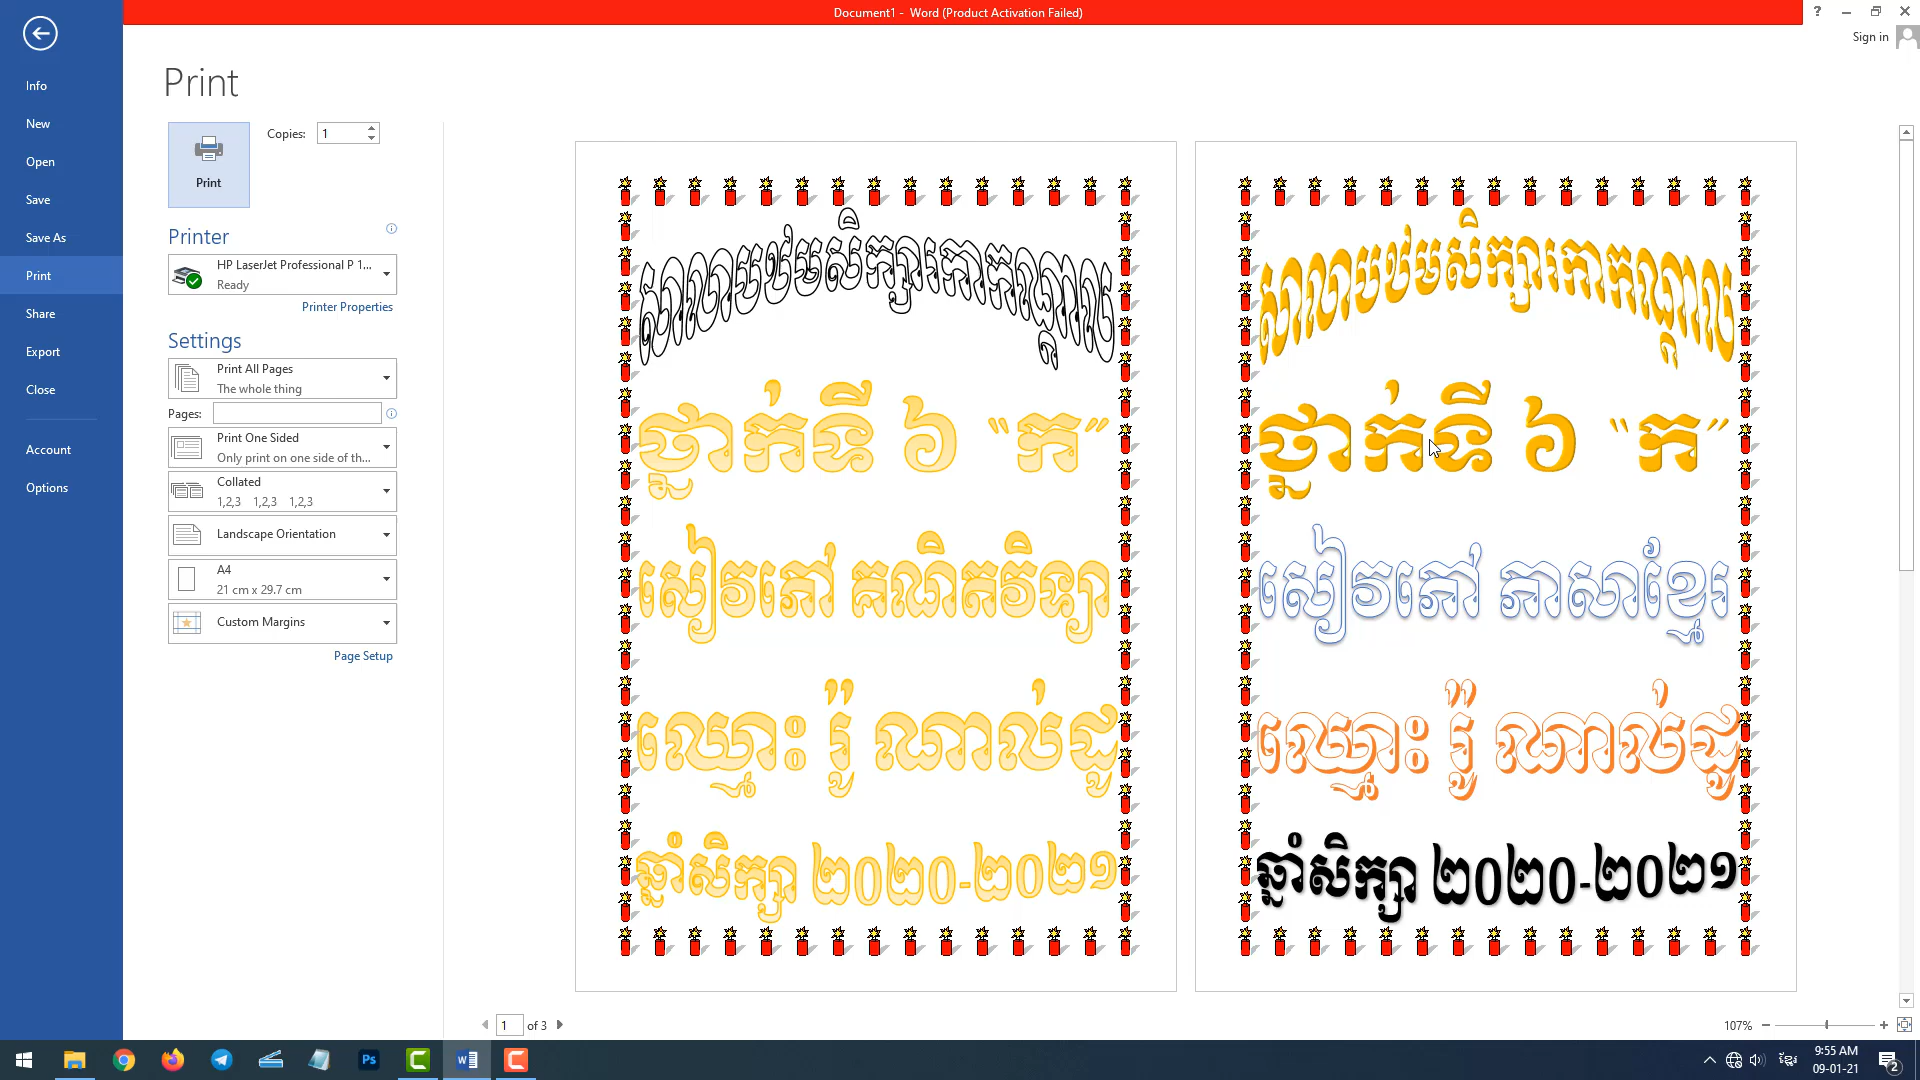 Document1 - Word (Product Activation Failed)
?
Sign in
Info
New
Open
Save
Save As
Print
Share
Export
Close
Account
Options
Print
Print
Copies:
1
Printer
HP LaserJet Professional P 1...
Ready
Printer Properties
Settings
Print All Pages
The whole thing
Pages:
Print One Sided
Only print on one side of th...
Collated
1,2,3 1,2,3 1,2,3
Landscape Orientation
A4
21 cm x 29.7 cm
Custom Margins
Page Setup
សាលាបឋមសិក្សារកាកណ្ដាល
ថ្នាក់ទី ៦ “ក”
សៀវភៅ គណិតវិទ្យា
ឈ្មោះ រ៉ូ ណាល់ដូ
ឆ្នាំសិក្សា ២០២០-២០២១
សាលាបឋមសិក្សារកាកណ្ដាល
ថ្នាក់ទី ៦ “ក”
សៀវភៅ ភាសាខ្មែរ
ឈ្មោះ រ៉ូ ណាល់ដូ
ឆ្នាំសិក្សា ២០២០-២០២១
1 of 3
107%
Ps
9:55 AM
09-01-21
2